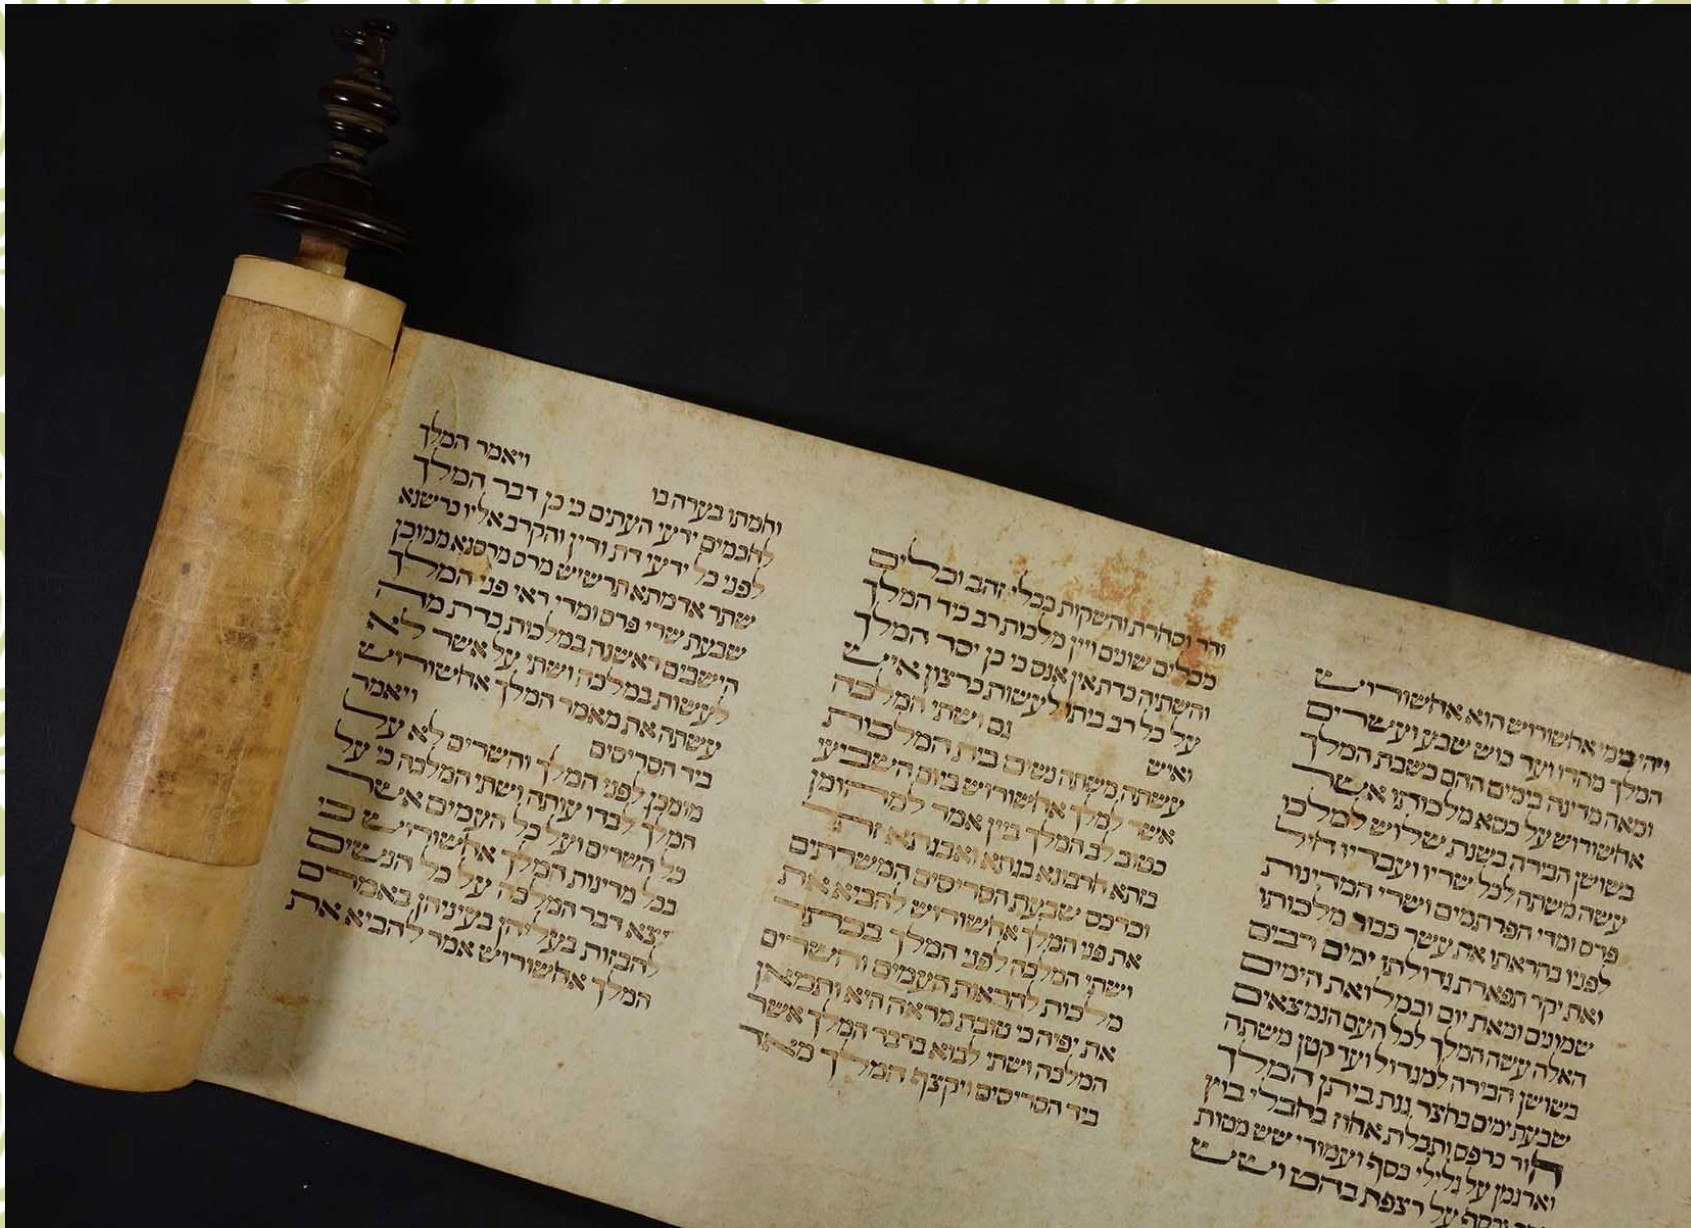 ויהי בימי אחשורוש הוא אחשורוש
המלך מהדו ועד כוש שבע ועשרים
ומאה מדינה בימים ההם כשבת המלך
אחשורוש על כסא מלכותו אשר
בשושן הבירה בשנת שלוש למלכו
עשה משתה לכל שריו ועבדיו חיל
פרס ומדי הפרתמים ושרי המדינות
לפניו בהראתו את עשר כבוד מלכותו
ואת יקר תפארת גדולתו ימים רבים
שמונים ומאת יום ובמלואת הימים
האלה עשה המלך לכל העם הנמצאים
בשושן הבירה למגדול ועד קטן משתה
שבעת ימים בחצר גנת ביתן המלך
חור כרפס ותכלת אחוז בחבלי בוץ
וארגמן על גלילי כסף ועמודי שש מטות
וכסף על רצפת בהט ושש
ודר וסחרת והשקות בכלי זהב וכלים
מכלים שונים ויין מלכות רב כיד המלך
והשתיה כדת אין אנס כי כן יסד המלך
על כל רב ביתו לעשות כרצון איש
ואיש גם ושתי המלכה
עשתה משתה נשים בית המלכות
אשר למלך אחשורוש ביום השביעי
כטוב לב המלך ביין אמר למהומן
בזתא חרבונא בגתא ואבגתא זתר
וכרכס שבעת הסריסים המשרתים
את פני המלך אחשורוש להביא את
ושתי המלכה לפני המלך בכתר
מלכות להראות העמים והשרים
את יפיה כי טובת מראה היא ותמאן
המלכה ושתי לבוא בדבר המלך אשר
ביד הסריסים ויקצף המלך מאד
וחמתו בערה בו ויאמר המלך
לחכמים ידעי העתים כי כן דבר המלך
לפני כל ידעי דת ודין והקרב אליו כרשנא
שתר אדמתא תרשיש מרס מרסנא ממוכן
שבעת שרי פרס ומדי ראי פני המלך
הישבים ראשנה במלכות כדת מה
לעשות במלכה ושתי על אשר לא
עשתה את מאמר המלך אחשורוש
ביד הסריסים ויאמר
מומכן לפני המלך והשרים לא על
המלך לבדו עותה ושתי המלכה כי על
כל השרים ועל כל העמים אשר
בכל מדינות המלך אחשורוש כי
יצא דבר המלכה על כל הנשים
להבזות בעליהן בעיניהן באמרם
המלך אחשורוש אמר להביא את